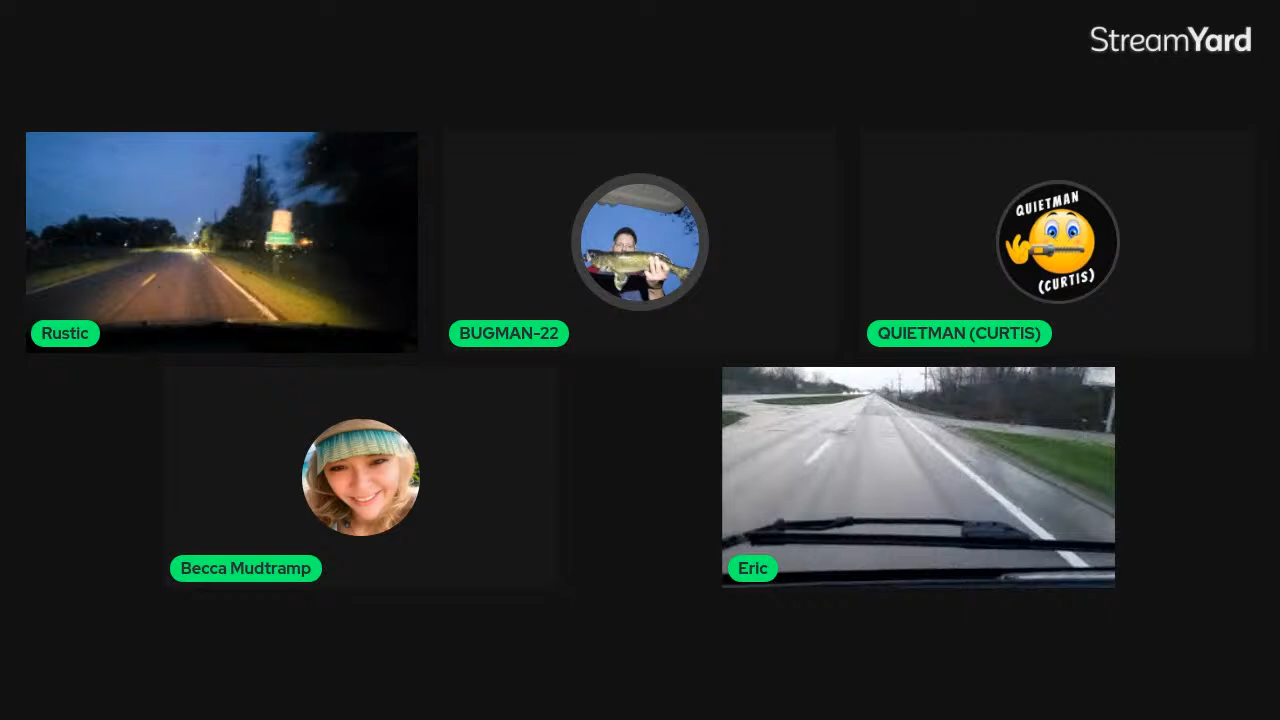 StreamYard
QUIETMAN
(CURTIS)
Rustic
BUGMAN-22
QUIETMAN (CURTIS)
Becca Mudtramp
Eric